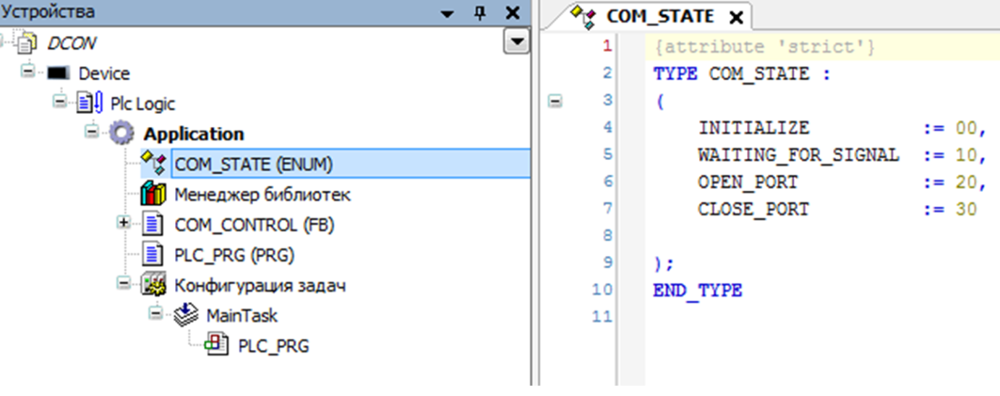 Устройства
DCON
Device
Plc Logic
Application
COM_STATE (ENUM)
Менеджер библиотек
COM_CONTROL (FB)
PLC_PRG (PRG)
Конфигурация задач
MainTask
PLC_PRG
COM_STATE
1 {attribute 'strict'}
2 TYPE COM_STATE :
3 (
4 INITIALIZE := 00,
5 WAITING_FOR_SIGNAL := 10,
6 OPEN_PORT := 20,
7 CLOSE_PORT := 30
8
9 );
10 END_TYPE
11